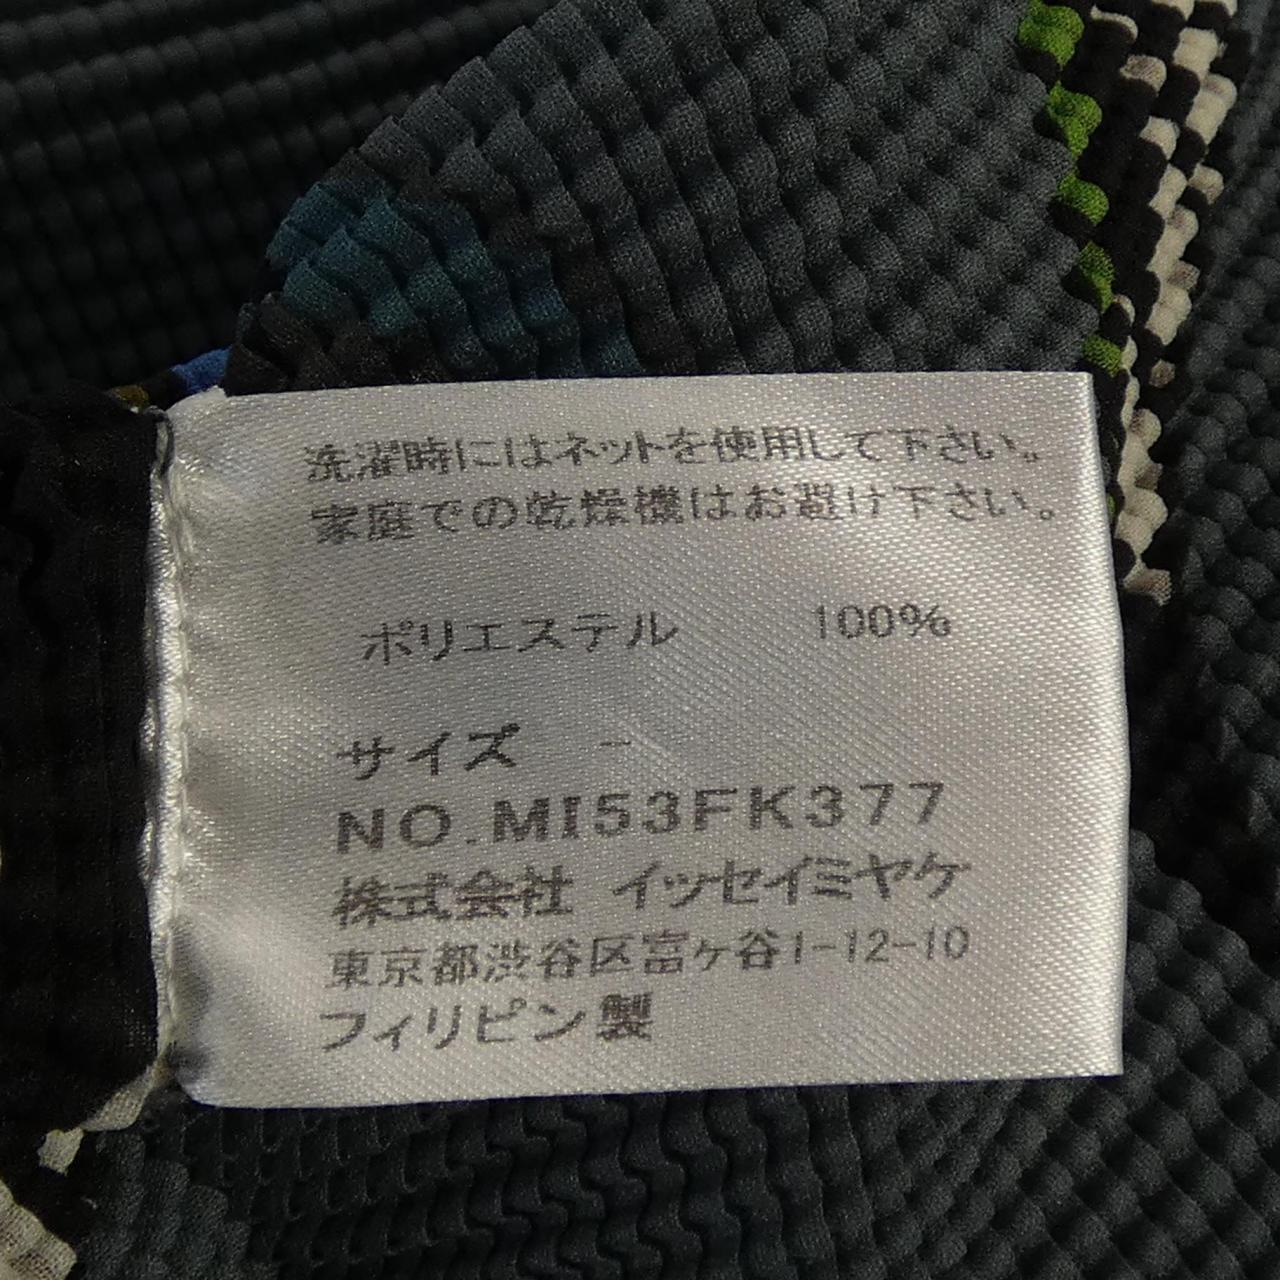 洗濯時にはネットを使用して下さい。
家庭での乾燥機はお避け下さい。
ポリエステル 100%
サイズ -
NO.MI53FK377
株式会社 イッセイミヤケ
東京都渋谷区富ヶ谷1-12-10
フィリピン製